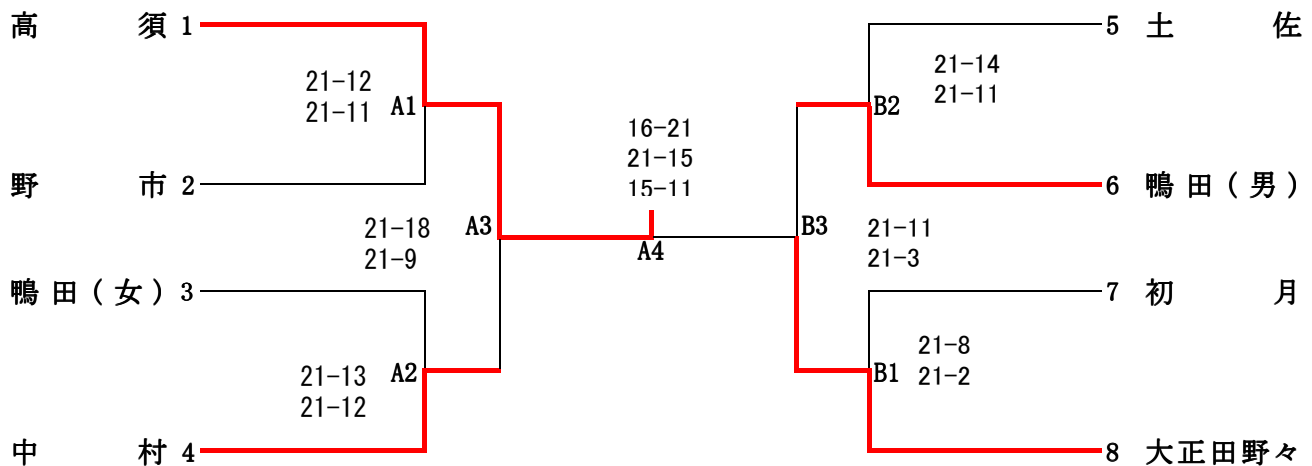 高須 1
21-12
21-11
A1
野市 2
21-18
21-9
A3
鴨田(女) 3
21-13
21-12
A2
中村 4
16-21
21-15
15-11
A4
5 土佐
21-14
21-11
B2
6 鴨田(男)
B3
21-11
21-3
7 初月
21-8
21-2
B1
8 大正田野々